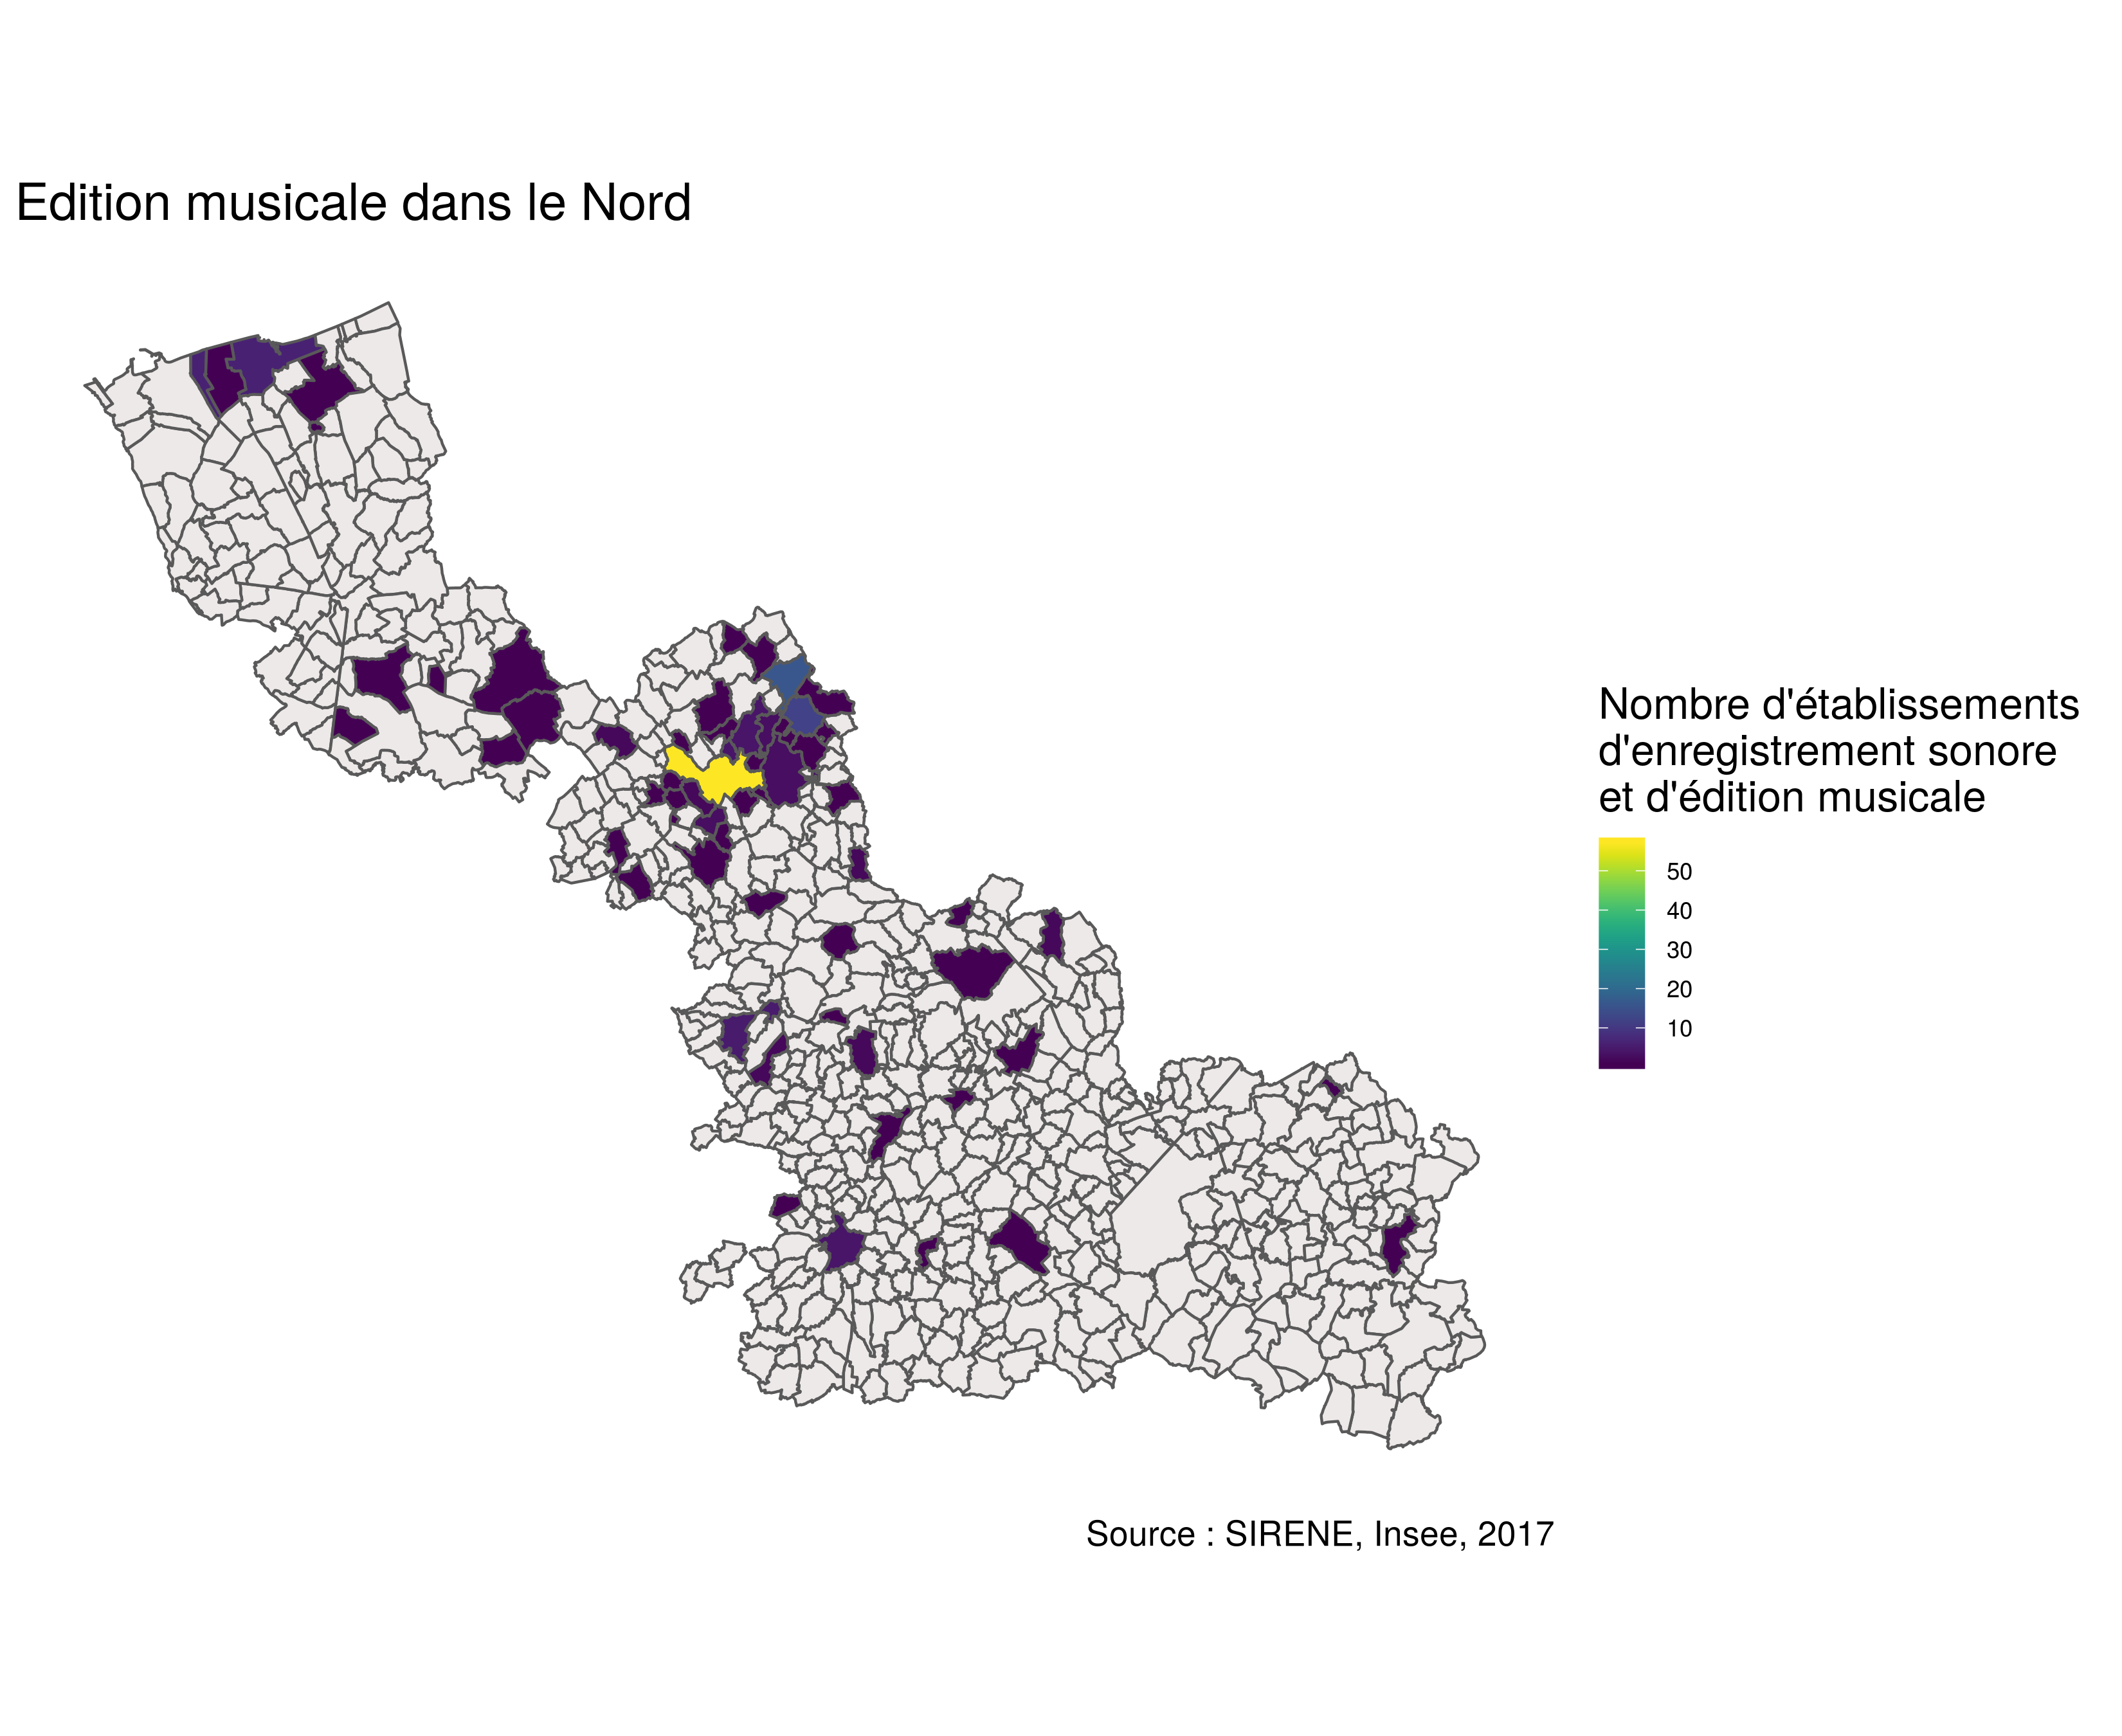 Edition musicale dans le Nord
Nombre d'établissements
d'enregistrement sonore
et d'édition musicale
50
40
30
20
10
Source : SIRENE, Insee, 2017